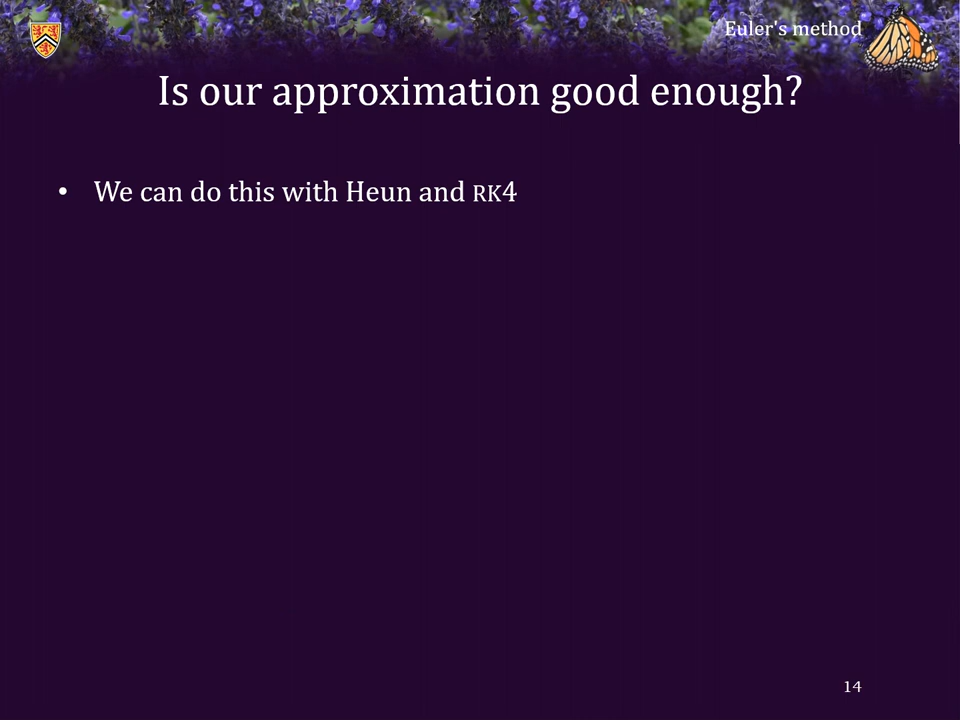 Euler's method
Is our approximation good enough?
• We can do this with Heun and RK4
14